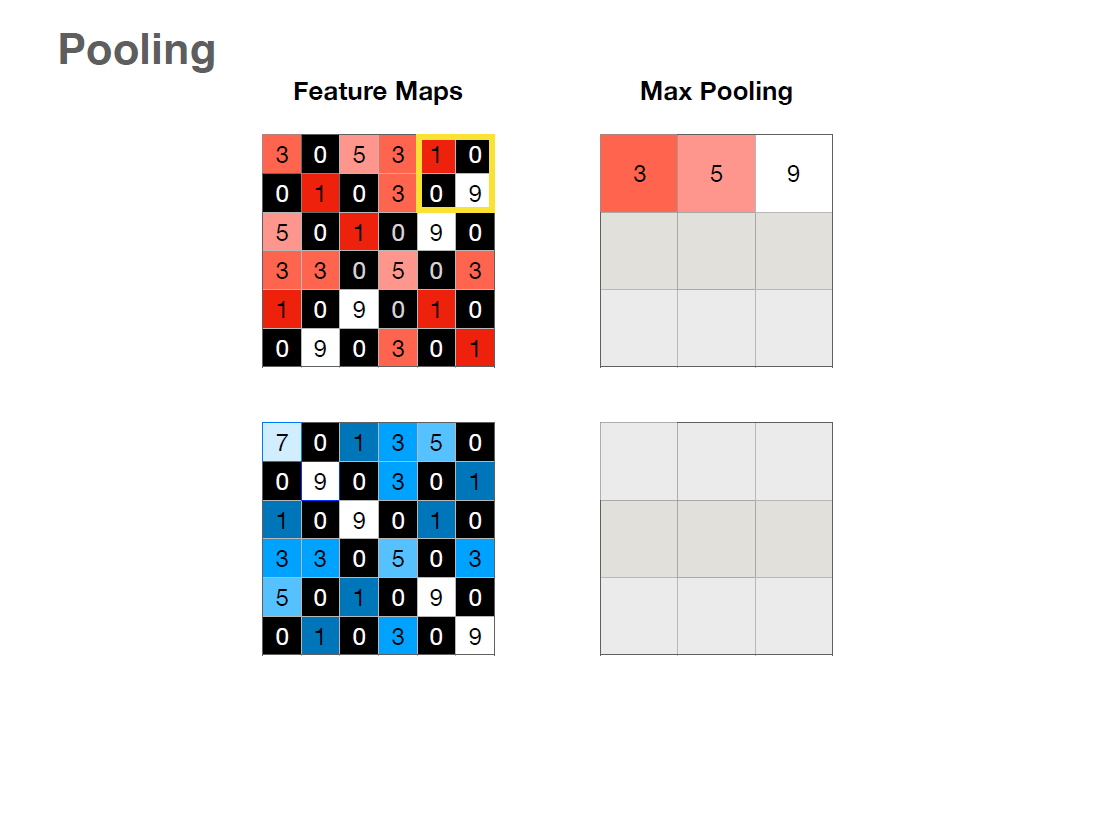 Pooling
Feature Maps
Max Pooling
3 0 5 3 1 0
0 1 0 3 0 9
5 0 1 0 9 0
3 3 0 5 0 3
1 0 9 0 1 0
0 9 0 3 0 1
3 5 9
7 0 1 3 5 0
0 9 0 3 0 1
1 0 9 0 1 0
3 3 0 5 0 3
5 0 1 0 9 0
0 1 0 3 0 9